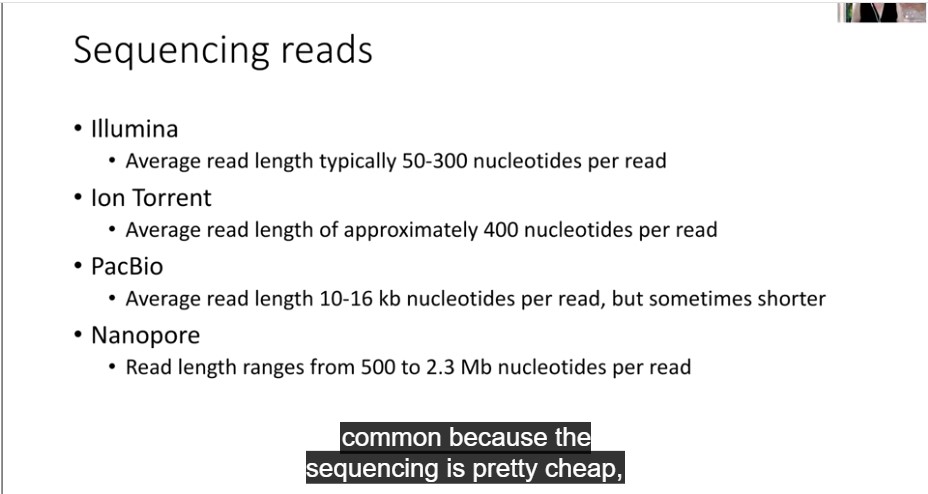 Sequencing reads
• Illumina
• Average read length typically 50-300 nucleotides per read
• Ion Torrent
• Average read length of approximately 400 nucleotides per read
• PacBio
• Average read length 10-16 kb nucleotides per read, but sometimes shorter
• Nanopore
• Read length ranges from 500 to 2.3 Mb nucleotides per read
common because the
sequencing is pretty cheap,